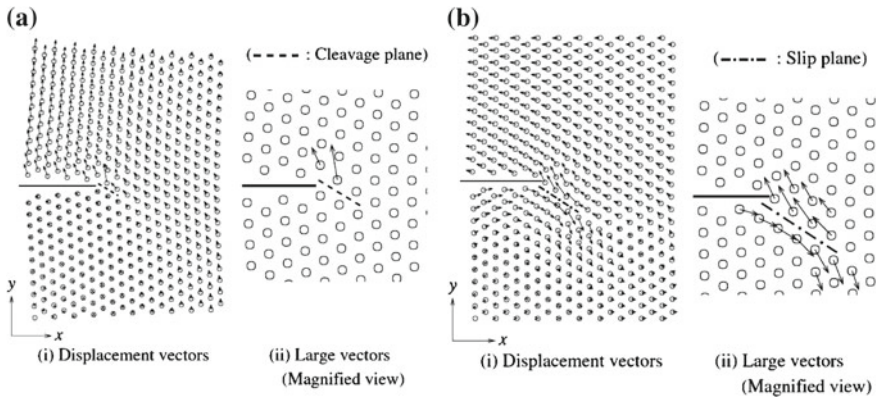 (a)
(- - - - : Cleavage plane)
y
x
(i) Displacement vectors
(ii) Large vectors
(Magnified view)
(b)
(— · — · : Slip plane)
y
x
(i) Displacement vectors
(ii) Large vectors
(Magnified view)